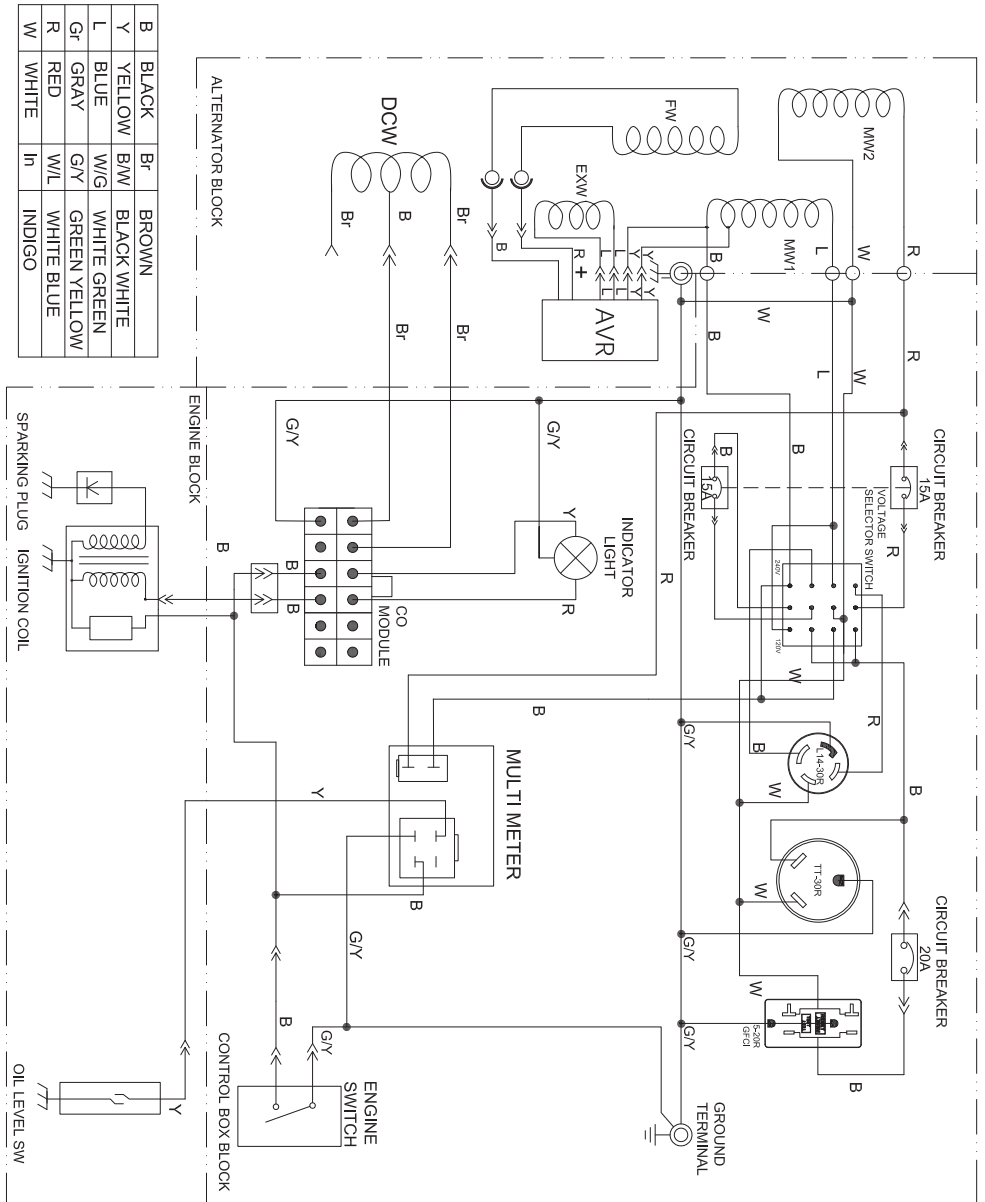 ALTERNATOR BLOCK
MW2
FW
DCW
EXW
MW1
Br
B
Br
B
R
+
L
L
Y
Y
L
L
Y
Y
AVR
B
L
W
R
Br
Br
B
L
W
W
R
B BLACK Br BROWN
Y YELLOW B/W BLACK WHITE
L BLUE W/G WHITE GREEN
Gr GRAY G/Y GREEN YELLOW
R RED W/L WHITE BLUE
W WHITE In INDIGO
ENGINE BLOCK
SPARKING PLUG
IGNITION COIL
G/Y
G/Y
B
B
B
Y
R
INDICATOR
LIGHT
CO
MODULE
CIRCUIT BREAKER
15A
B
B
CIRCUIT BREAKER
15A
VOLTAGE
SELECTOR SWITCH
R
240V
120V
R
W
R
B
MULTI METER
Y
B
G/Y
G/Y
B
W
L14-30R
B
TT-30R
W
G/Y
CIRCUIT BREAKER
20A
W
5-20R
GFCI
G/Y
B
B
G/Y
ENGINE
SWITCH
CONTROL BOX BLOCK
GROUND
TERMINAL
OIL LEVEL SW
Y